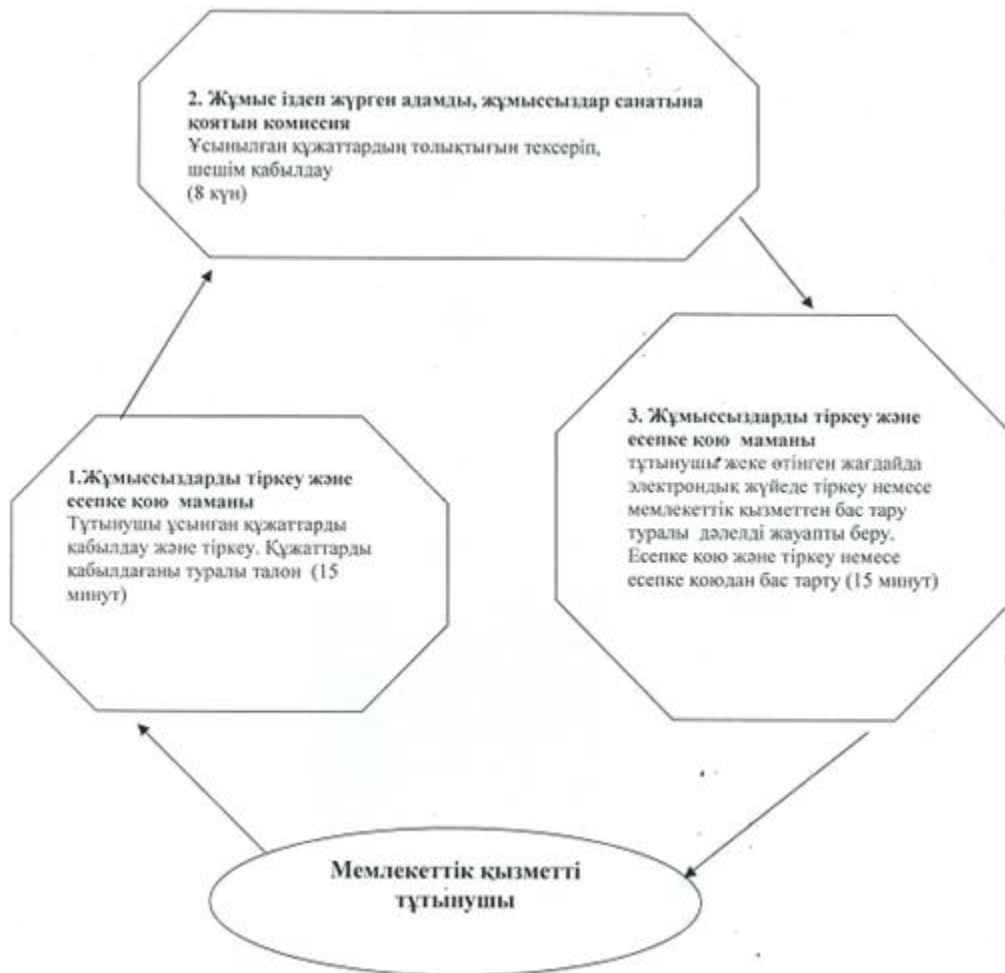 2. Жұмыс іздеп жүрген адамды, жұмыссыздар санатына
қоятын комиссия
Ұсынылған құжаттардың толықтығын тексеріп,
шешім қабылдау
(8 күн)
1.Жұмыссыздарды тіркеу және
есепке қою маманы
Тұтынушы ұсынған құжаттарды
қабылдау және тіркеу. Құжаттарды
қабылдағаны туралы талон (15
минут)
3. Жұмыссыздарды тіркеу және
есепке қою маманы
тұтынушы жеке өтінген жағдайда
электрондық жүйеде тіркеу немесе
мемлекеттік қызметтен бас тару
туралы дәлелді жауапты беру.
Есепке қою және тіркеу немесе
есепке қоюдан бас тарту (15 минут)
Мемлекеттік қызметті
тұтынушы